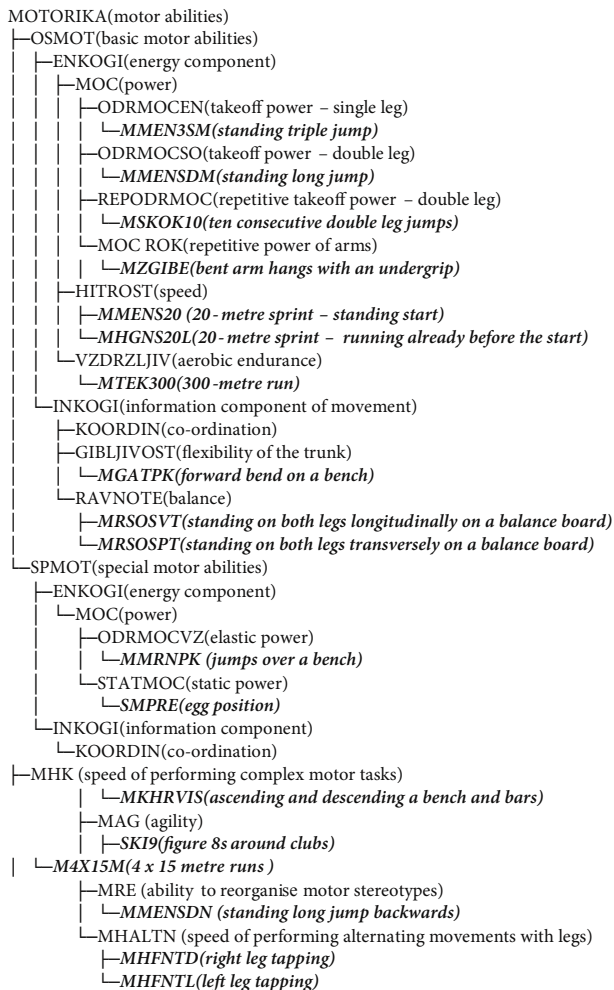 MOTORIKA(motor abilities)
├─OSMOT(basic motor abilities)
│ ├─ENKOGI(energy component)
│ │ ├─MOC(power)
│ │ │ ├─ODRMOCEN(takeoff power – single leg)
│ │ │ │ └─MMEN3SM(standing triple jump)
│ │ │ ├─ODRMOCSO(takeoff power – double leg)
│ │ │ │ └─MMENSDM(standing long jump)
│ │ │ ├─REPODRMOC(repetitive takeoff power – double leg)
│ │ │ │ └─MSKOK10(ten consecutive double leg jumps)
│ │ │ └─MOC ROK(repetitive power of arms)
│ │ │ │ └─MZGIBE(bent arm hangs with an undergrip)
│ │ ├─HITROST(speed)
│ │ │ ├─MMENS20 (20-metre sprint – standing start)
│ │ │ └─MHGNS20L(20-metre sprint – running already before the start)
│ │ └─VZDRZLJIV(aerobic endurance)
│ │ └─MTEK300(300-metre run)
│ └─INKOGI(information component of movement)
│ ├─KOORDIN(co-ordination)
│ ├─GIBLJIVOST(flexibility of the trunk)
│ │ └─MGATPK(forward bend on a bench)
│ └─RAVNOTE(balance)
│ ├─MRSOSVT(standing on both legs longitudinally on a balance board)
│ └─MRSOSPT(standing on both legs transversely on a balance board)
└─SPMOT(special motor abilities)
├─ENKOGI(energy component)
│ └─MOC(power)
│ ├─ODRMOCVZ(elastic power)
│ │ └─MMRNPK (jumps over a bench)
│ └─STATMOC(static power)
│ └─SMPRE(egg position)
└─INKOGI(information component)
└─KOORDIN(co-ordination)
├─MHK (speed of performing complex motor tasks)
│ └─MKHRVIS(ascending and descending a bench and bars)
├─MAG (agility)
│ ├─SKI9(figure 8s around clubs)
│ └─M4X15M(4 x 15 metre runs )
├─MRE (ability to reorganise motor stereotypes)
│ └─MMENSDN (standing long jump backwards)
└─MHALTN (speed of performing alternating movements with legs)
├─MHFNTD(right leg tapping)
└─MHFNTL(left leg tapping)